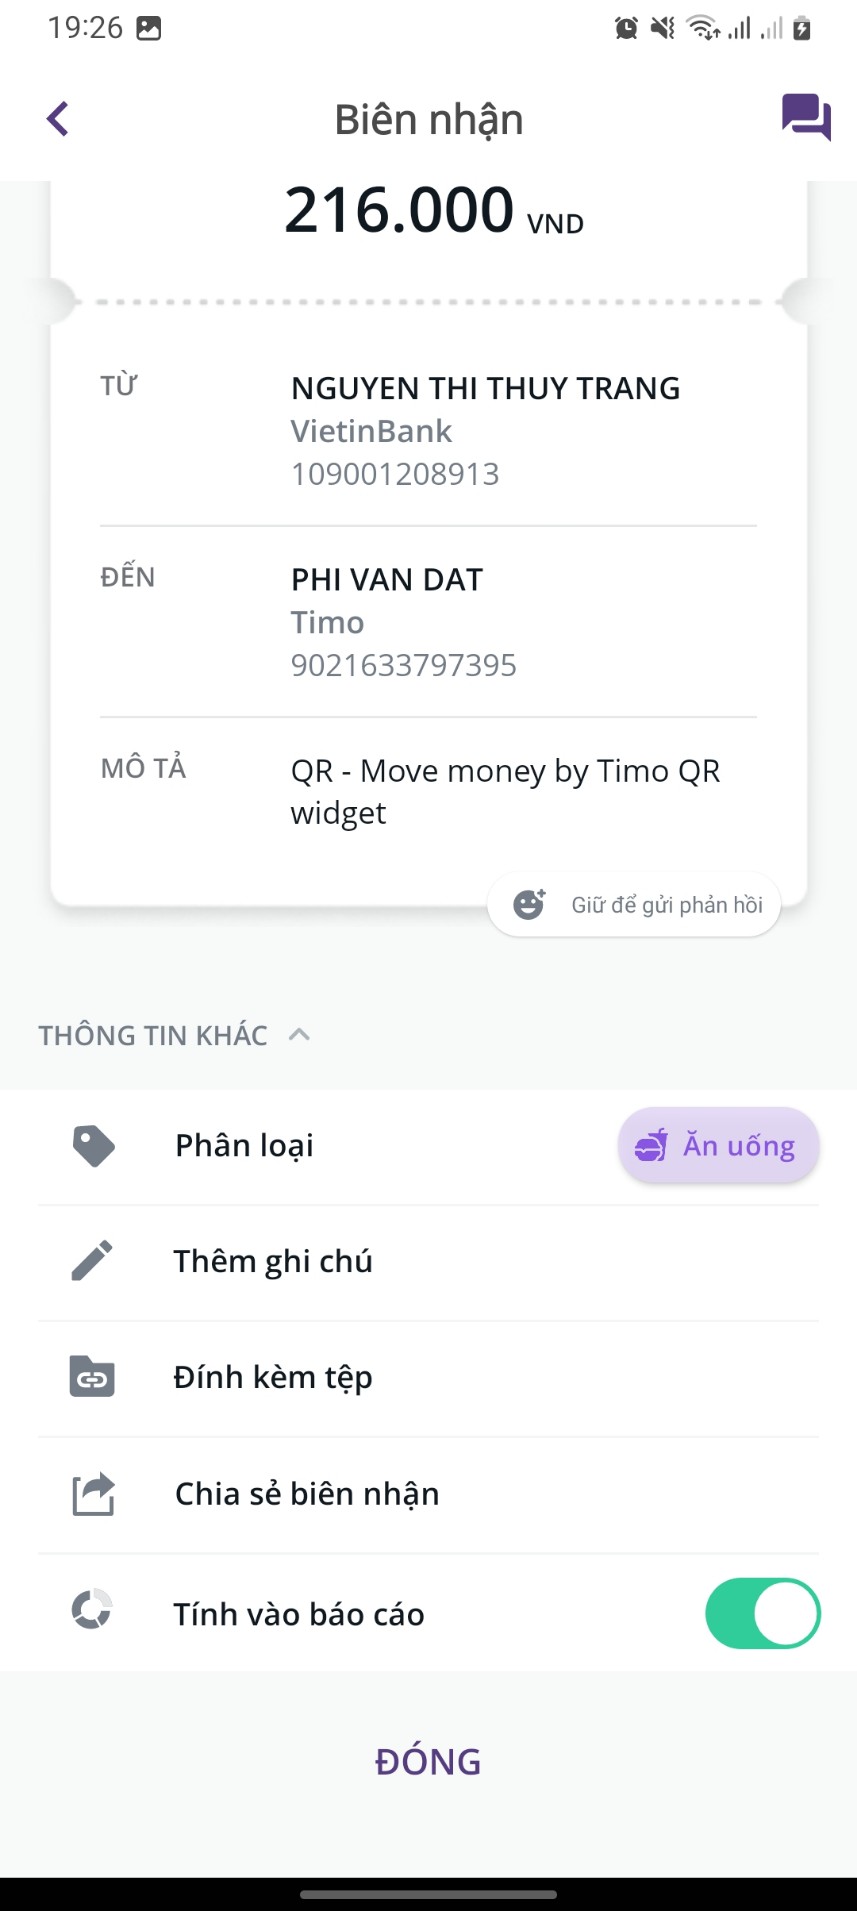 19:26
Biên nhận
216.000 VND
TỪ
NGUYEN THI THUY TRANG
VietinBank
109001208913
ĐẾN
PHI VAN DAT
Timo
9021633797395
MÔ TẢ
QR - Move money by Timo QR
widget
Giữ để gửi phản hồi
THÔNG TIN KHÁC
Phân loại
Ăn uống
Thêm ghi chú
Đính kèm tệp
Chia sẻ biên nhận
Tính vào báo cáo
ĐÓNG